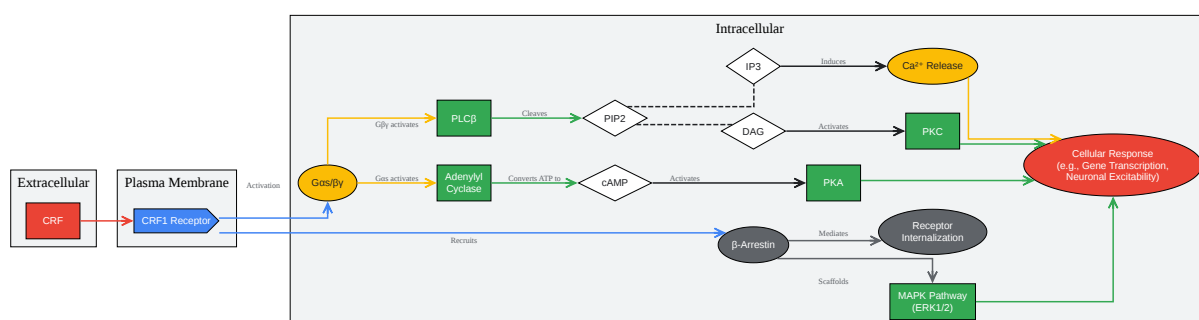 Intracellular
IP3
Induces
Ca²⁺ Release
PLCβ
Cleaves
PIP2
Gβγ activates
DAG
Activates
PKC
Cellular Response
(e.g., Gene Transcription,
Neuronal Excitability)
Extracellular
CRF
Plasma Membrane
CRF1 Receptor
Activation
Gαs/βγ
Gαs activates
Adenylyl
Cyclase
Converts ATP to
cAMP
Activates
PKA
Recruits
β-Arrestin
Mediates
Receptor
Internalization
Scaffolds
MAPK Pathway
(ERK1/2)